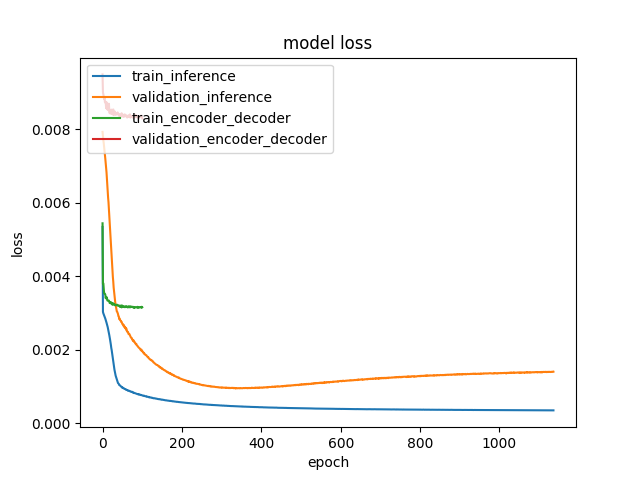 model loss
train_inference
validation_inference
train_encoder_decoder
validation_encoder_decoder
0.008
0.006
0.004
0.002
0.000
loss
0 200 400 600 800 1000
epoch